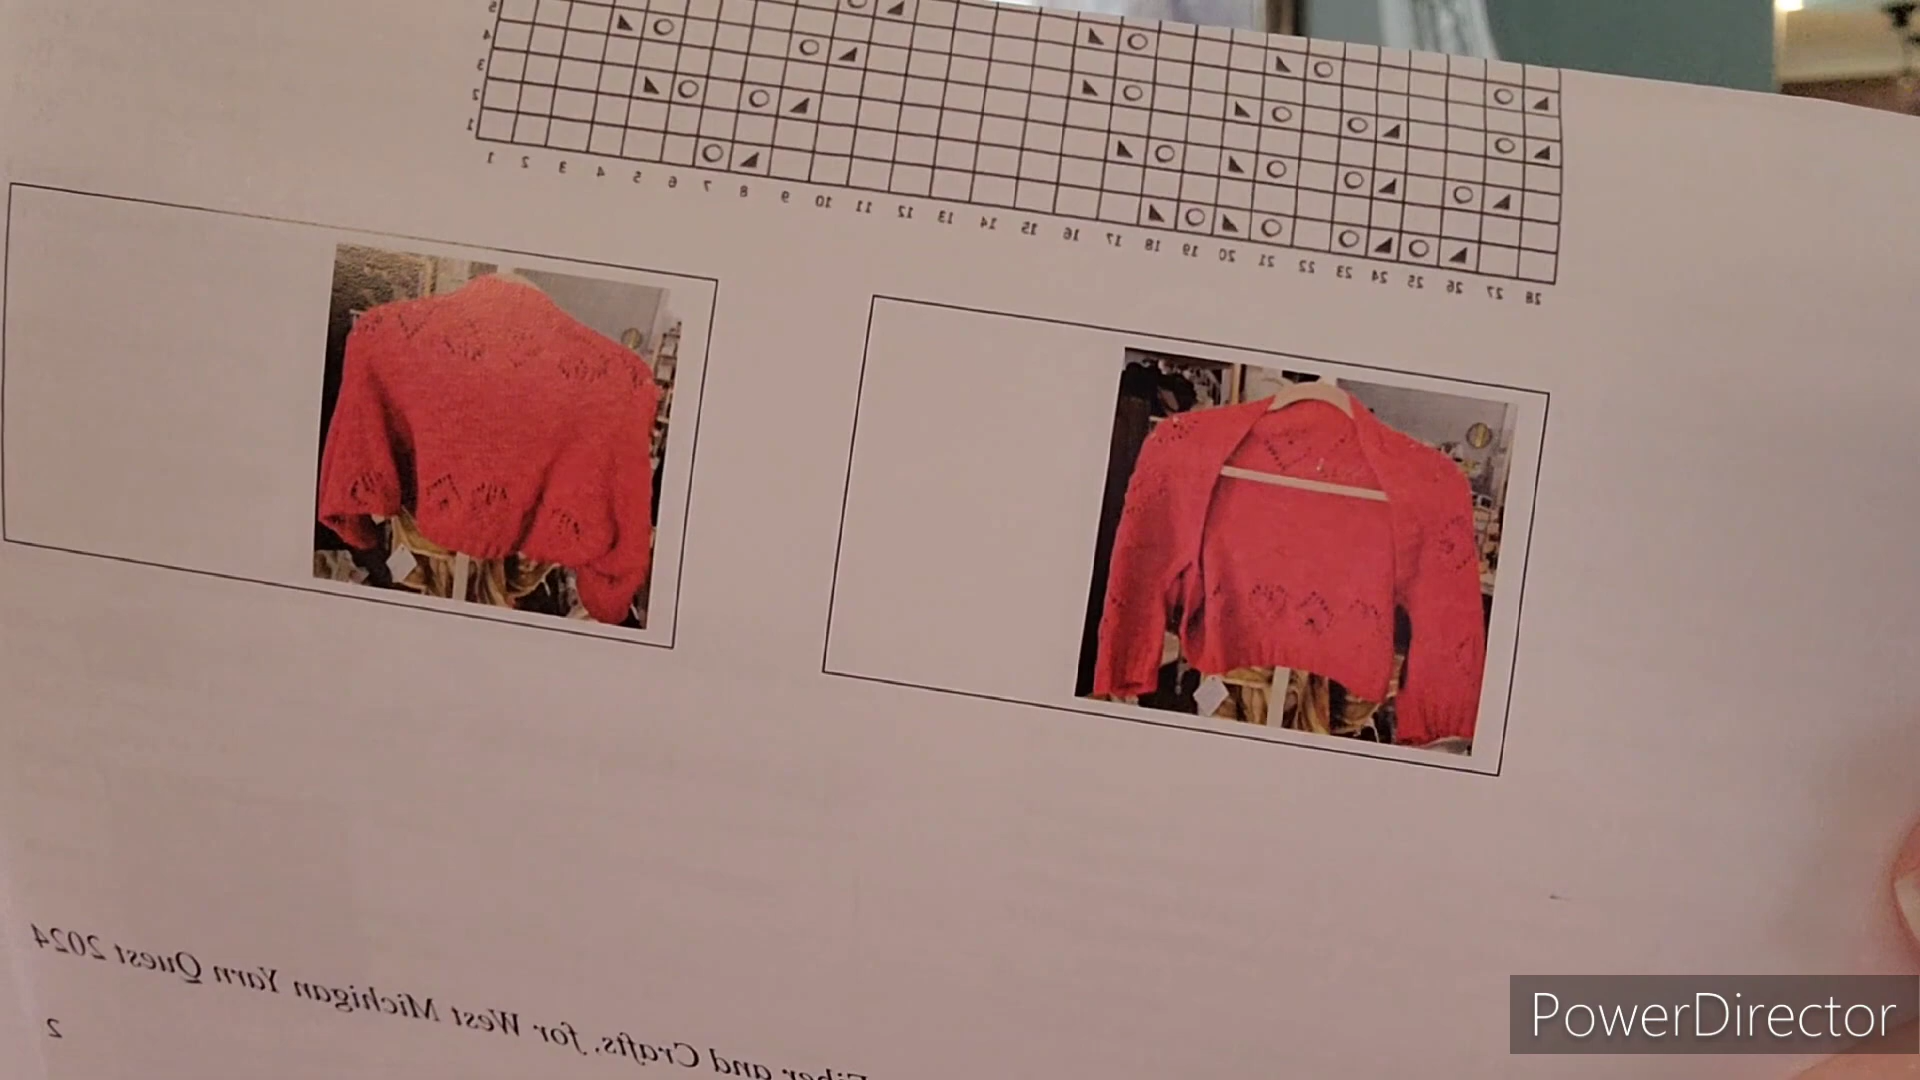 5
4
3
2
1
1 2 3 4 5 6 7 8 9 10 11 12 13 14 15 16 17 18 19 20 21 22 23 24 25 26 27 28
Fiber and Crafts, for West Michigan Yarn Quest 2024
2
PowerDirector